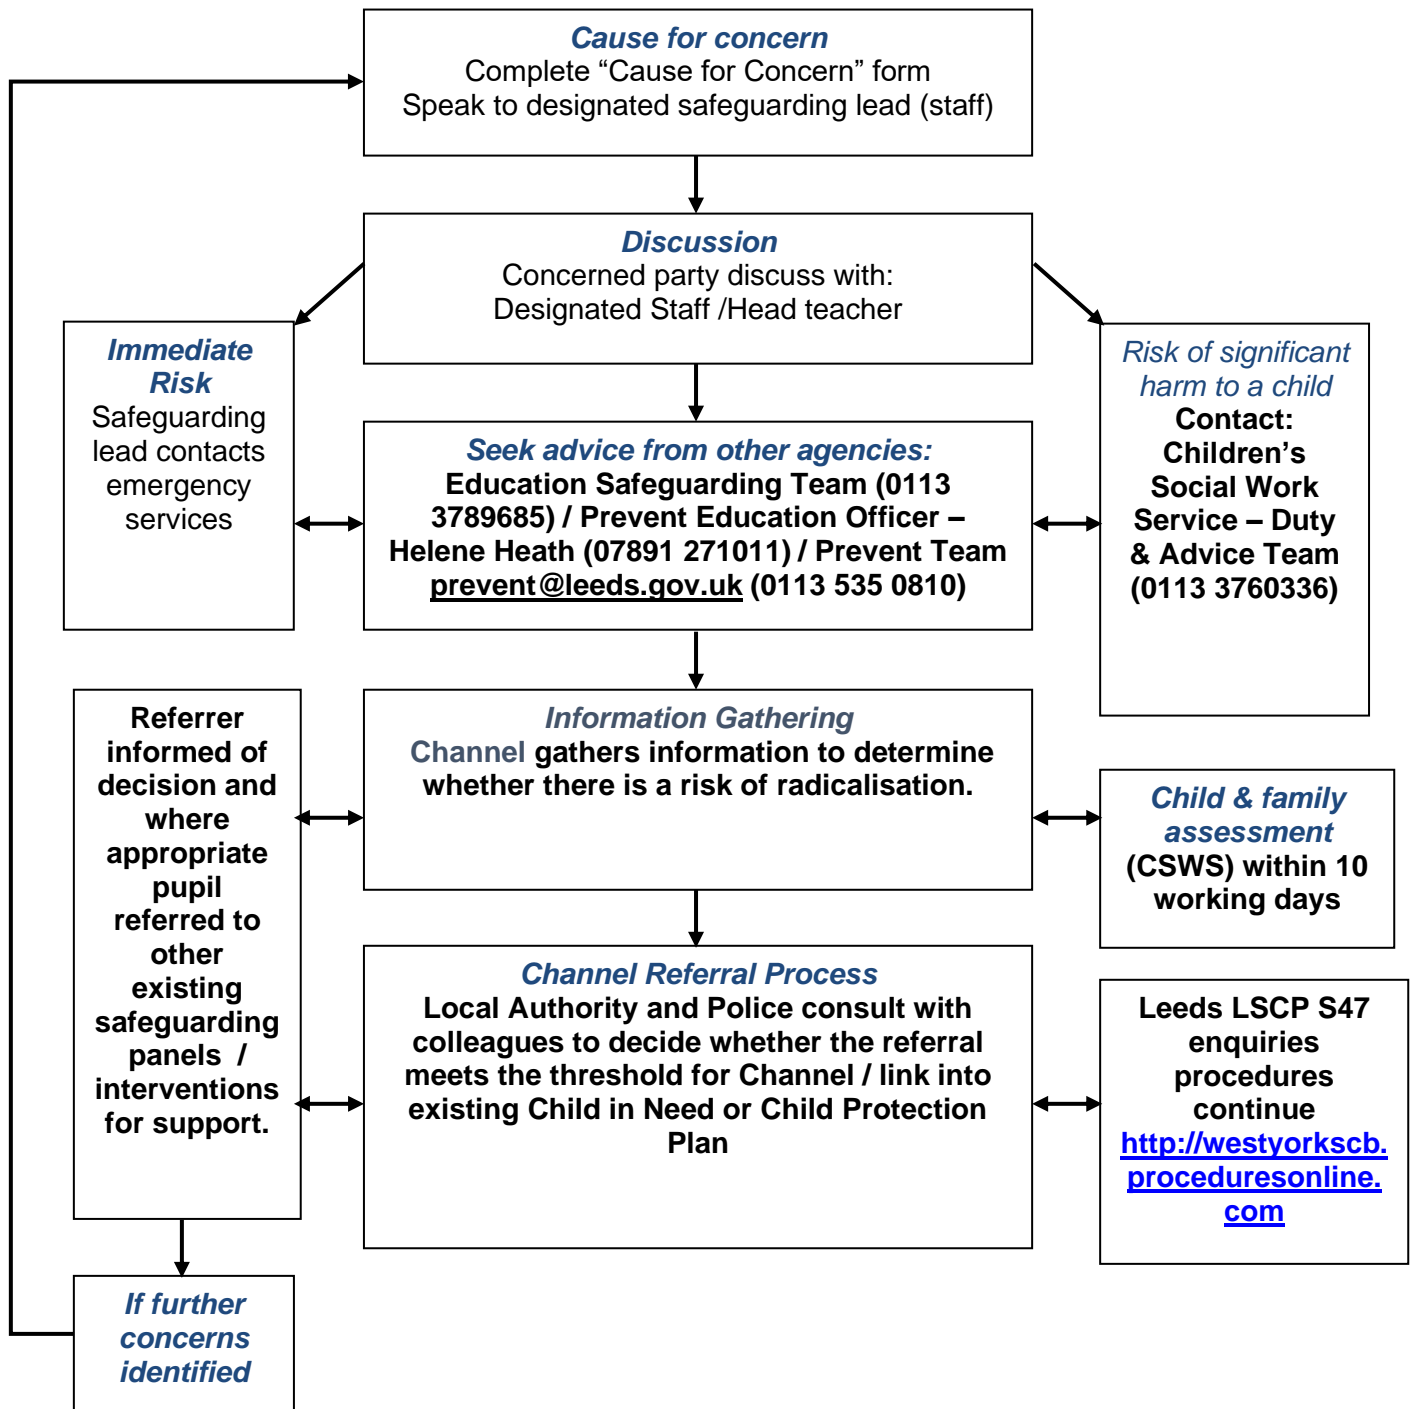 Cause for concern
Complete “Cause for Concern” form
Speak to designated safeguarding lead (staff)
Discussion
Concerned party discuss with:
Designated Staff /Head teacher
Immediate
Risk
Safeguarding
lead contacts
emergency
services
Seek advice from other agencies:
Education Safeguarding Team (0113
3789685) / Prevent Education Officer –
Helene Heath (07891 271011) / Prevent Team
prevent@leeds.gov.uk (0113 535 0810)
Risk of significant
harm to a child
Contact:
Children’s
Social Work
Service – Duty
& Advice Team
(0113 3760336)
Referrer
informed of
decision and
where
appropriate
pupil
referred to
other
existing
safeguarding
panels /
interventions
for support.
Information Gathering
Channel gathers information to determine
whether there is a risk of radicalisation.
Child & family
assessment
(CSWS) within 10
working days
Channel Referral Process
Local Authority and Police consult with
colleagues to decide whether the referral
meets the threshold for Channel / link into
existing Child in Need or Child Protection
Plan
Leeds LSCP S47
enquiries
procedures
continue
http://westyorkscb.
proceduresonline.
com
If further
concerns
identified